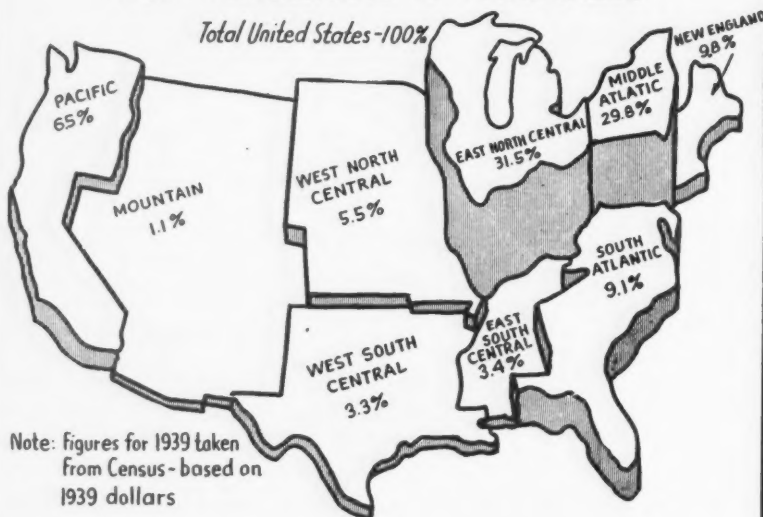 Total United States-100%
NEW ENGLAND
9.8%
PACIFIC
65%
MIDDLE
ATLATIC
29.8%
EAST NORTH CENTRAL
31.5%
WEST NORTH
CENTRAL
5.5%
MOUNTAIN
1.1%
SOUTH
ATLANTIC
9.1%
EAST
SOUTH
CENTRAL
3.4%
WEST SOUTH
CENTRAL
3.3%
Note: Figures for 1939 taken
from Census-based on
1939 dollars